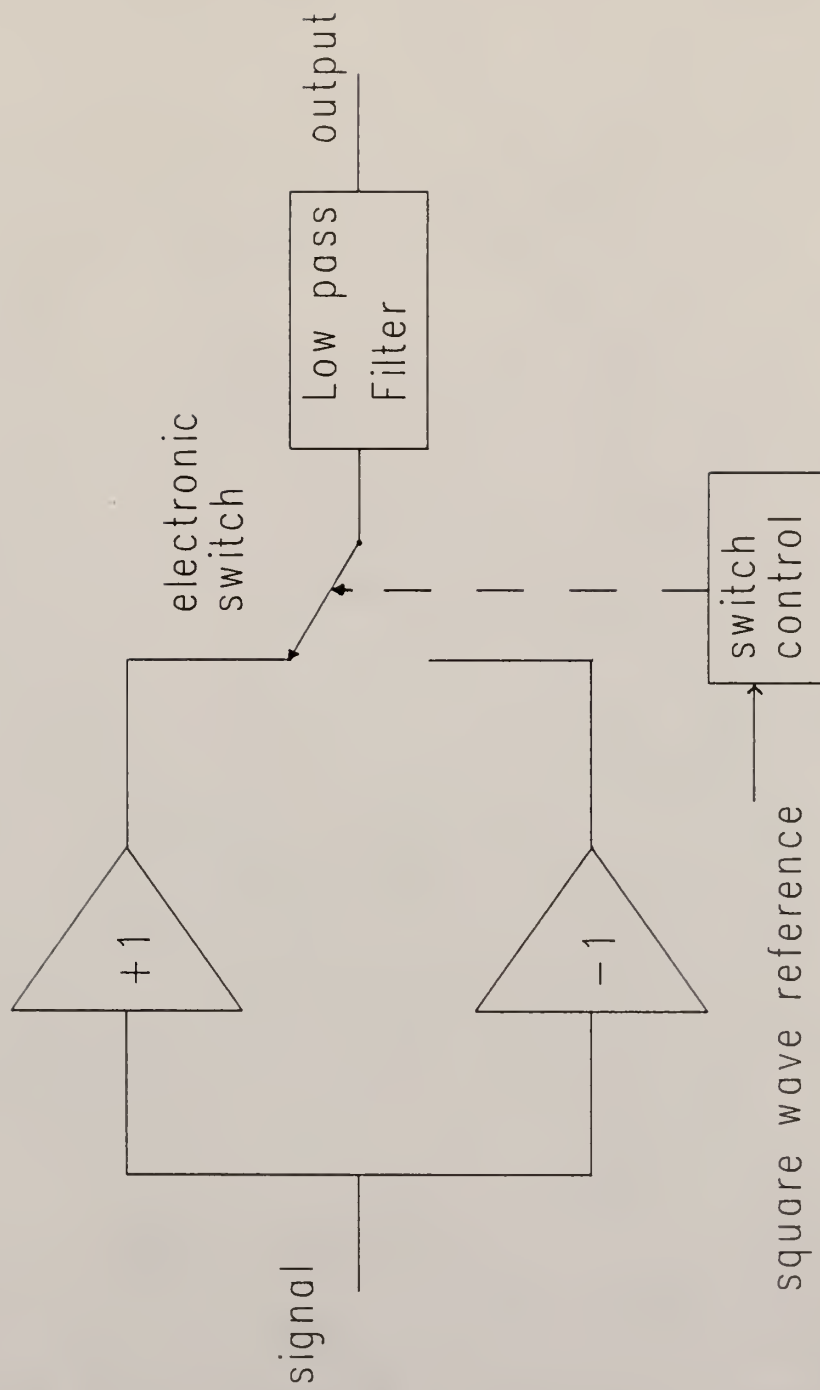 signal
+1
-1
electronic
switch
Low pass
Filter
output
square wave reference
switch
control